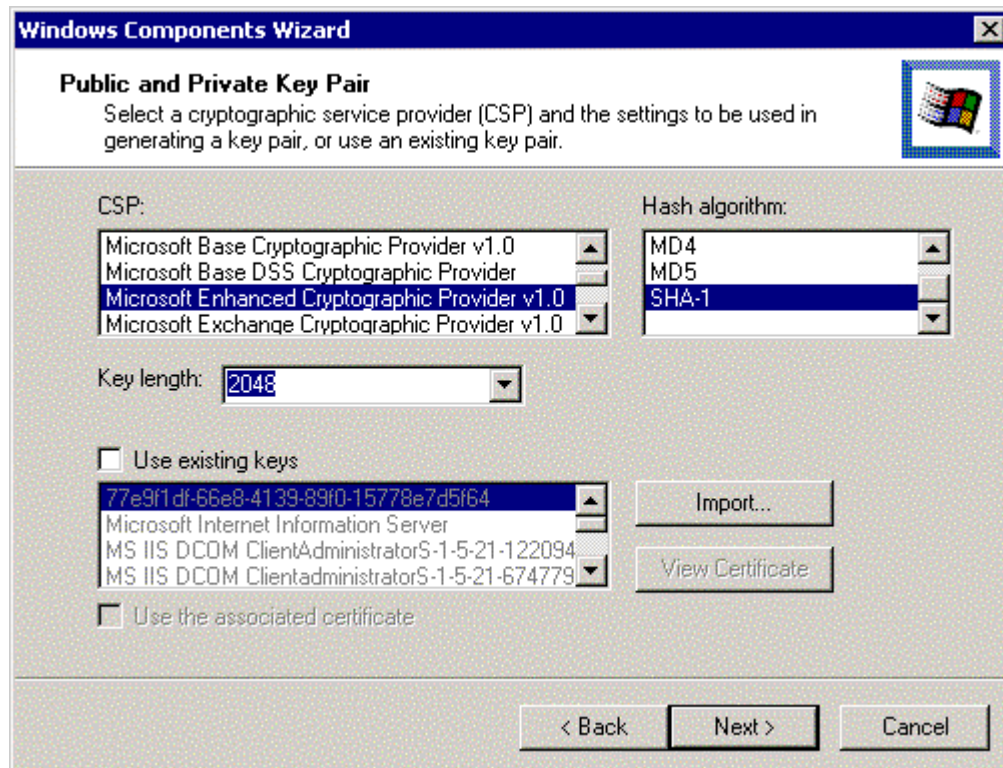 Windows Components Wizard
Public and Private Key Pair
Select a cryptographic service provider (CSP) and the settings to be used in
generating a key pair, or use an existing key pair.
CSP:
Microsoft Base Cryptographic Provider v1.0
Microsoft Base DSS Cryptographic Provider
Microsoft Enhanced Cryptographic Provider v1.0
Microsoft Exchange Cryptographic Provider v1.0
Hash algorithm:
MD4
MD5
SHA-1
Key length: 2048
Use existing keys
77e9f1df-66e8-4139-89f0-15778e7d5f64
Microsoft Internet Information Server
MS IIS DCOM ClientAdministratorS-1-5-21-122094
MS IIS DCOM ClientadministratorS-1-5-21-674779
Import...
View Certificate
Use the associated certificate
< Back
Next >
Cancel